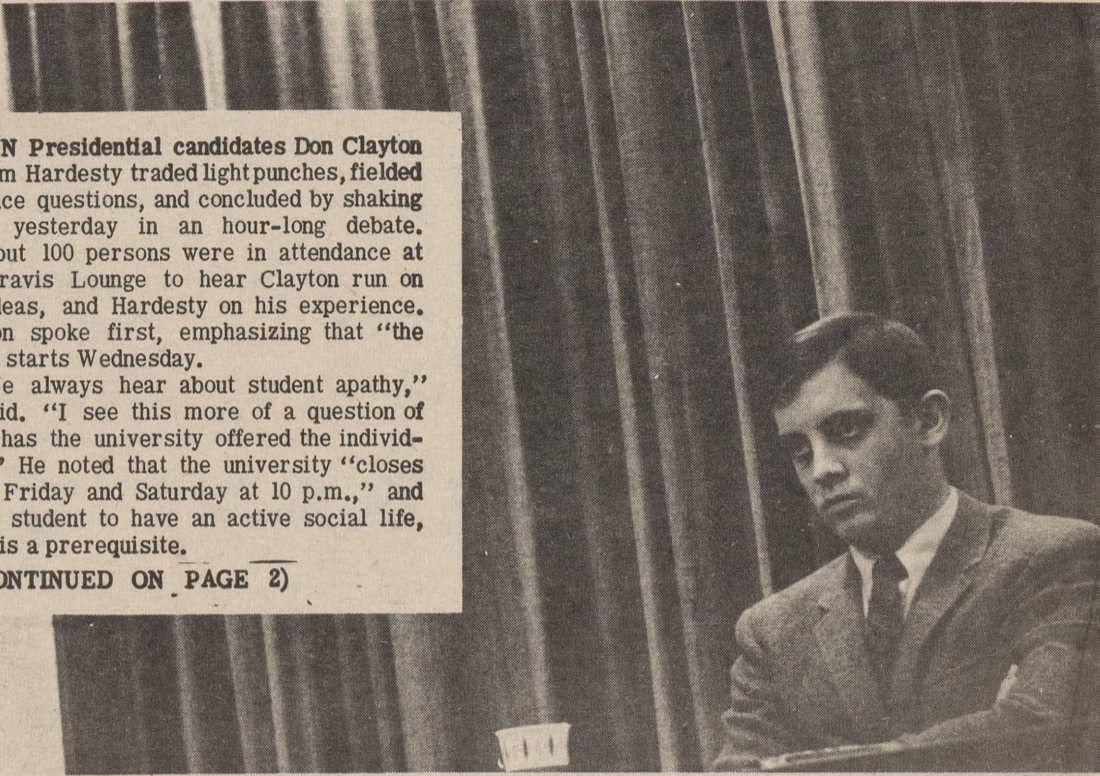 N Presidential candidates Don Clayton
m Hardesty traded light punches, fielded
ce questions, and concluded by shaking
yesterday in an hour-long debate.
out 100 persons were in attendance at
ravis Lounge to hear Clayton run on
leas, and Hardesty on his experience.
on spoke first, emphasizing that “the
starts Wednesday.
e always hear about student apathy,”
id. “I see this more of a question of
has the university offered the individ-
” He noted that the university “closes
Friday and Saturday at 10 p.m.,” and
student to have an active social life,
is a prerequisite.
ONTINUED ON PAGE 2)